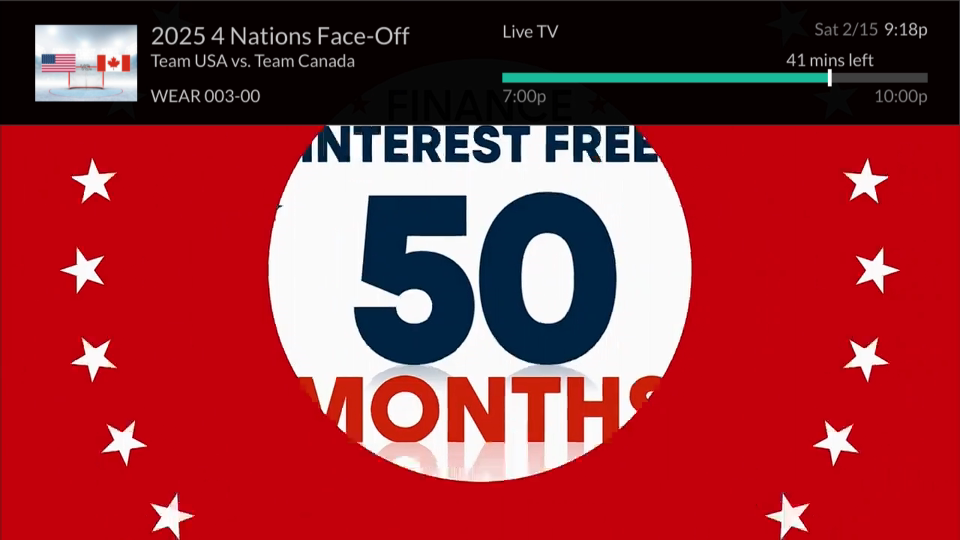 2025 4 Nations Face-Off
Team USA vs. Team Canada
WEAR 003-00
Live TV
Sat 2/15 9:18p
41 mins left
7:00p
10:00p
FINANCE
INTEREST FREE
50
MONTHS